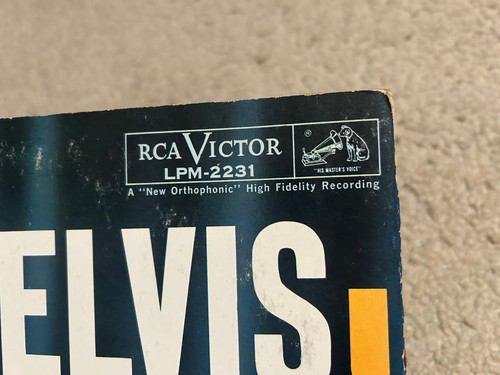 RCA VICTOR
LPM-2231
®
"HIS MASTER'S VOICE"
A "New Orthophonic" High Fidelity Recording
ELVIS